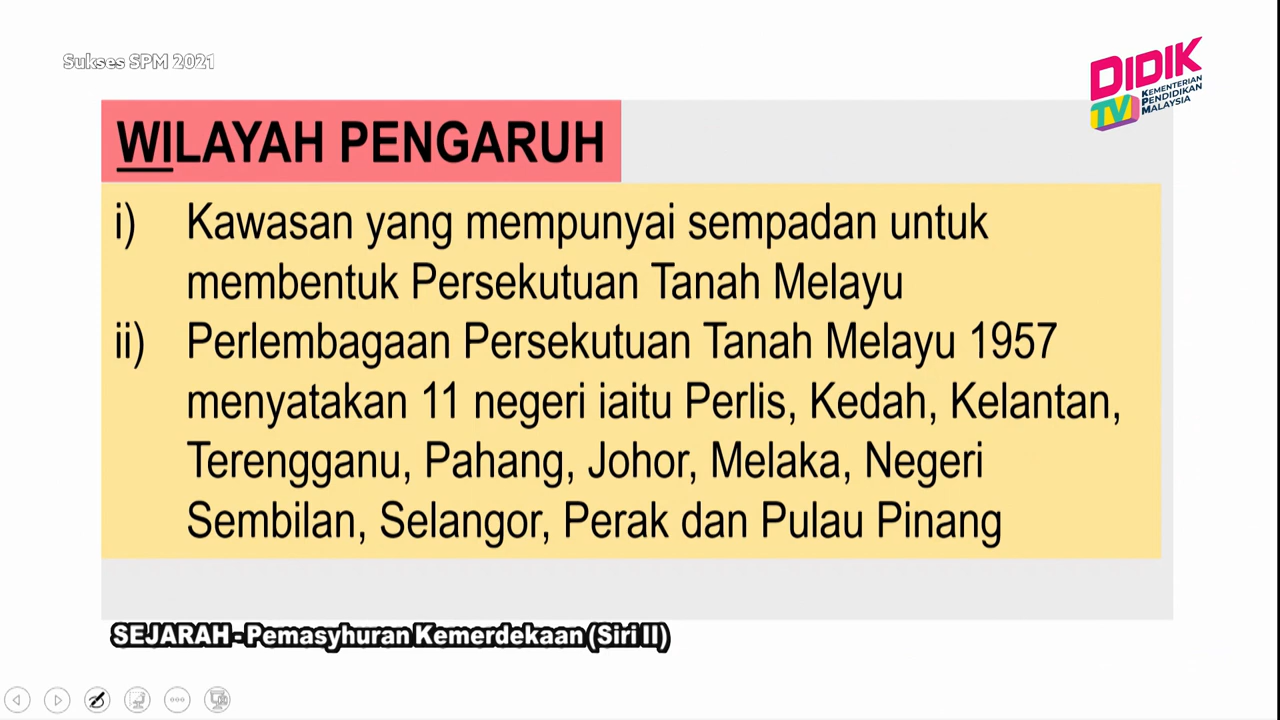 Sukses SPM 2021
DIDIK
TV
KEMENTERIAN
PENDIDIKAN
MALAYSIA
WILAYAH PENGARUH
i) Kawasan yang mempunyai sempadan untuk
membentuk Persekutuan Tanah Melayu
ii) Perlembagaan Persekutuan Tanah Melayu 1957
menyatakan 11 negeri iaitu Perlis, Kedah, Kelantan,
Terengganu, Pahang, Johor, Melaka, Negeri
Sembilan, Selangor, Perak dan Pulau Pinang
SEJARAH - Pemasyhuran Kemerdekaan (Siri II)